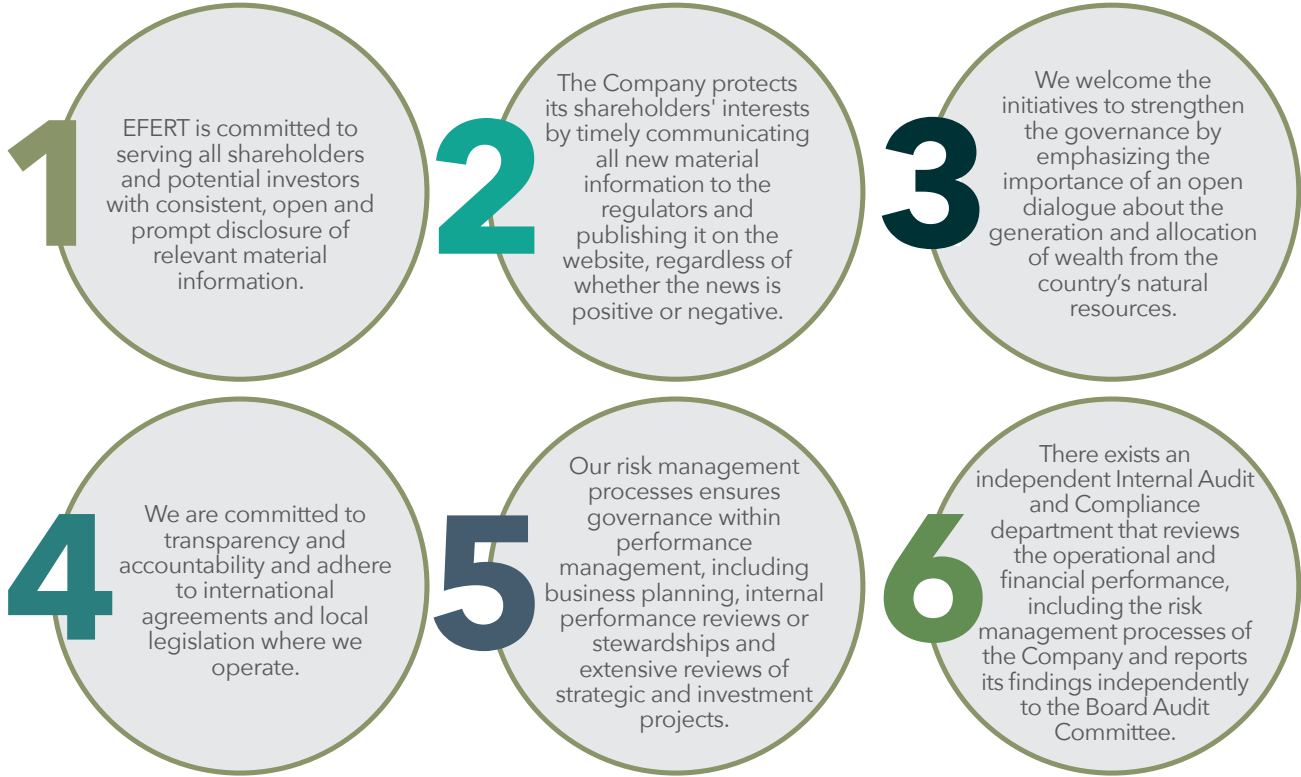 1
EFERT is committed to
serving all shareholders
and potential investors
with consistent, open and
prompt disclosure of
relevant material
information.
2
The Company protects
its shareholders' interests
by timely communicating
all new material
information to the
regulators and
publishing it on the
website, regardless of
whether the news is
positive or negative.
3
We welcome the
initiatives to strengthen
the governance by
emphasizing the
importance of an open
dialogue about the
generation and allocation
of wealth from the
country’s natural
resources.
4
We are committed to
transparency and
accountability and adhere
to international
agreements and local
legislation where we
operate.
5
Our risk management
processes ensures
governance within
performance
management, including
business planning, internal
performance reviews or
stewardships and
extensive reviews of
strategic and investment
projects.
6
There exists an
independent Internal Audit
and Compliance
department that reviews
the operational and
financial performance,
including the risk
management processes of
the Company and reports
its findings independently
to the Board Audit
Committee.